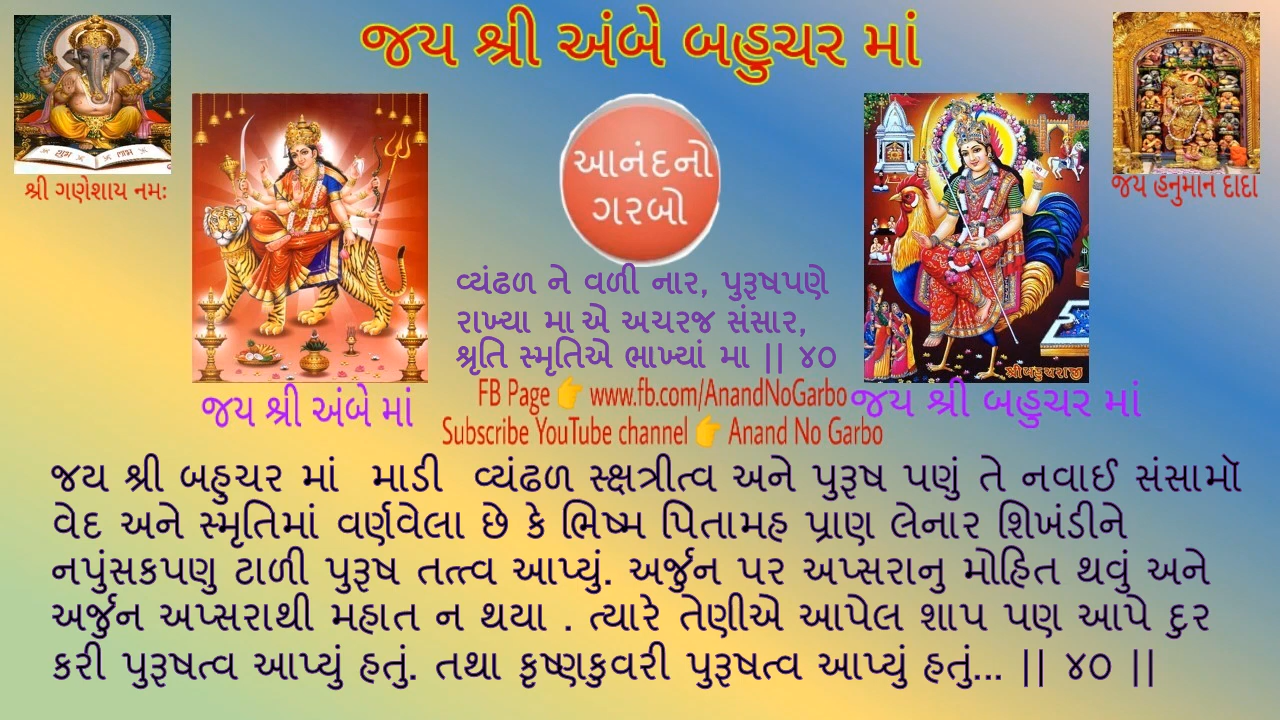 જય શ્રી અંબે બહુચર માં
શુભ લાભ
શ્રી ગણેશાય નમઃ
જય હનુમાન દાદા
આનંદનો
ગરબો
વ્યંઢળ ને વળી નાર, પુરૂષપણે
રાખ્યા મા એ અચરજ સંસાર,
શ્રૃતિ સ્મૃતિએ ભાખ્યાં મા || ૪૦
શ્રી બહુચરાજી
FB Page 👉 www.fb.com/AnandNoGarbo
જય શ્રી અંબે માં
જય શ્રી બહુચર માં
Subscribe YouTube channel 👉 Anand No Garbo
જય શ્રી બહુચર માં માડી વ્યંઢળ સ્ક્ષત્રીત્વ અને પુરૂષ પણું તે નવાઈ સંસામૉ
વેદ અને સ્મૃતિમાં વર્ણવેલા છે કે ભિષ્મ પિતામહ પ્રાણ લેનાર શિખંડીને
નપુંસકપણુ ટાળી પુરૂષ તત્ત્વ આપ્યું. અર્જુન પર અપ્સરાનુ મોહિત થવું અને
અર્જુન અપ્સરાથી મહાત ન થયા . ત્યારે તેણીએ આપેલ શાપ પણ આપે દુર
કરી પુરૂષત્વ આપ્યું હતું. તથા કૃષ્ણકુવરી પુરૂષત્વ આપ્યું હતું... || ૪૦ ||